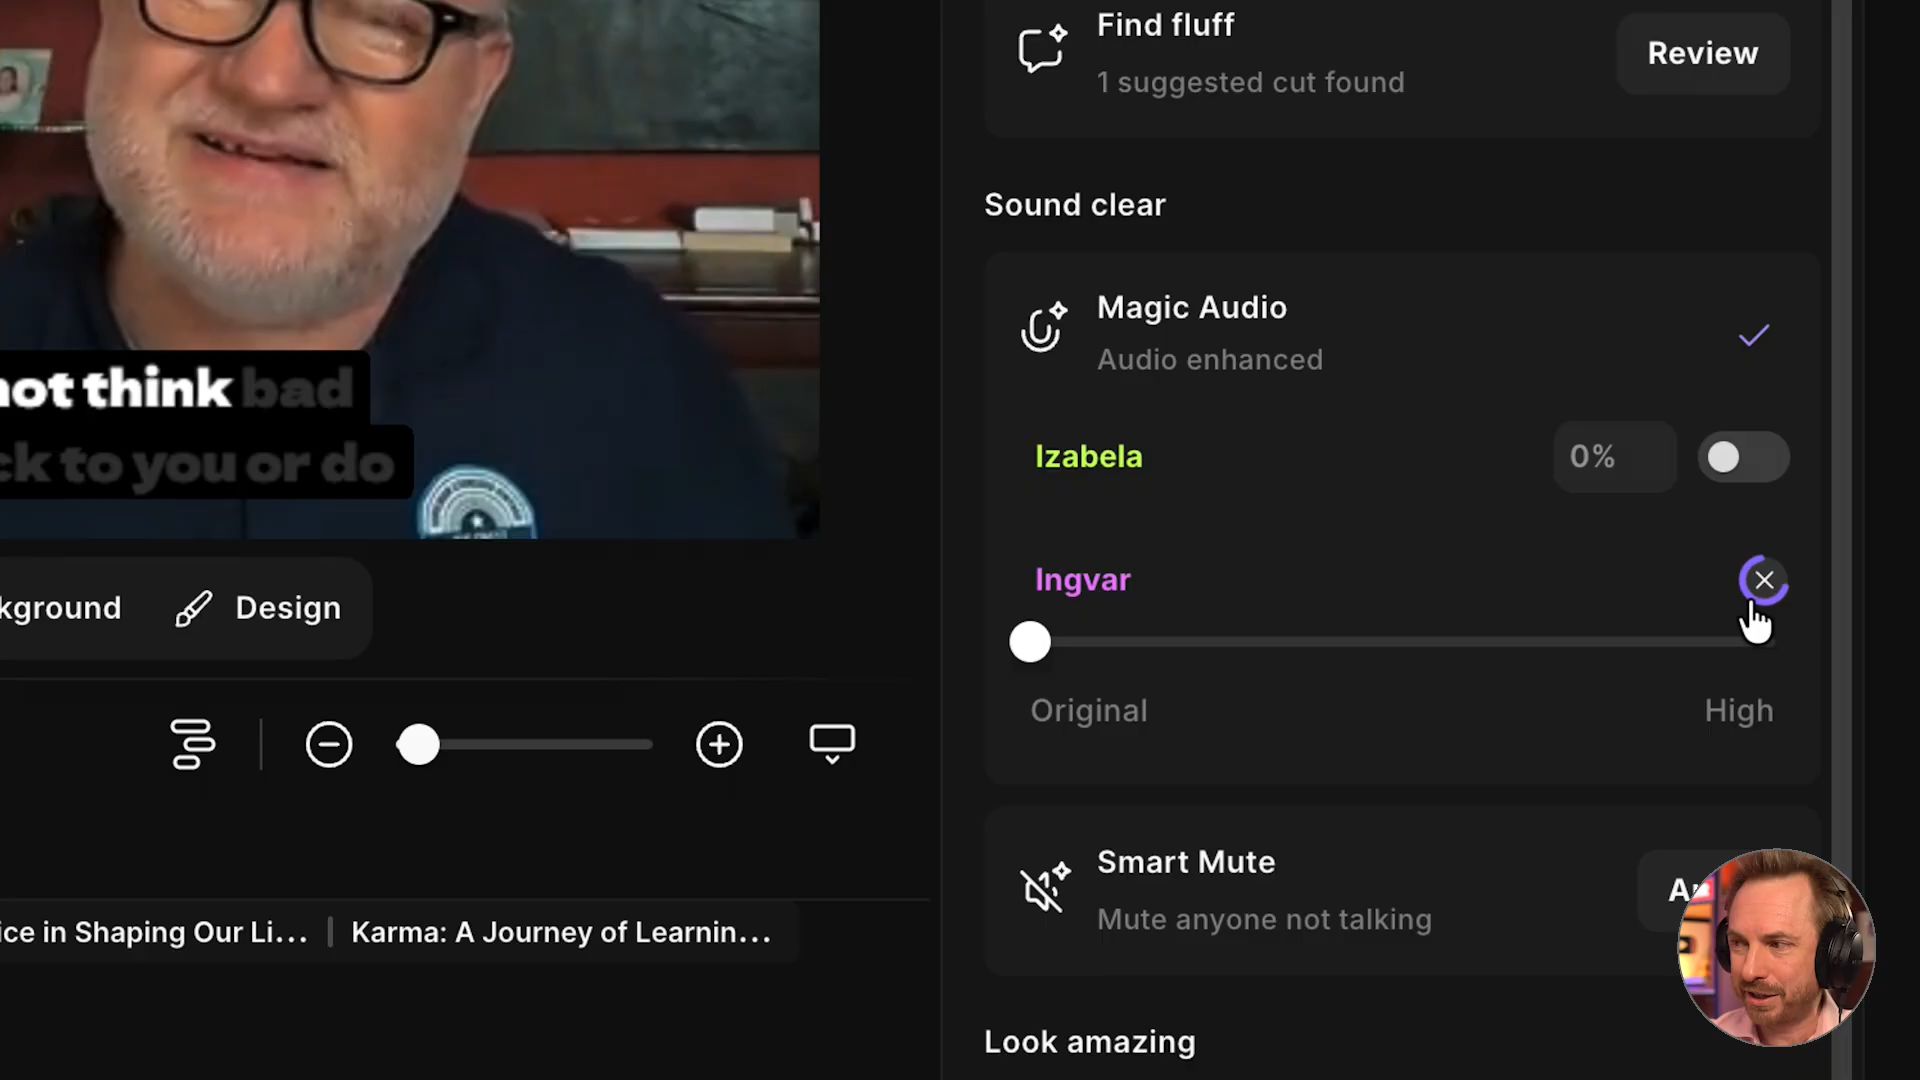 Find fluff
1 suggested cut found
Review
Sound clear
Magic Audio
Audio enhanced
Izabela
0%
Ingvar
Original
High
Smart Mute
Mute anyone not talking
Look amazing
not think bad
ck to you or do
kground
Design
ice in Shaping Our Li...
Karma: A Journey of Learnin...